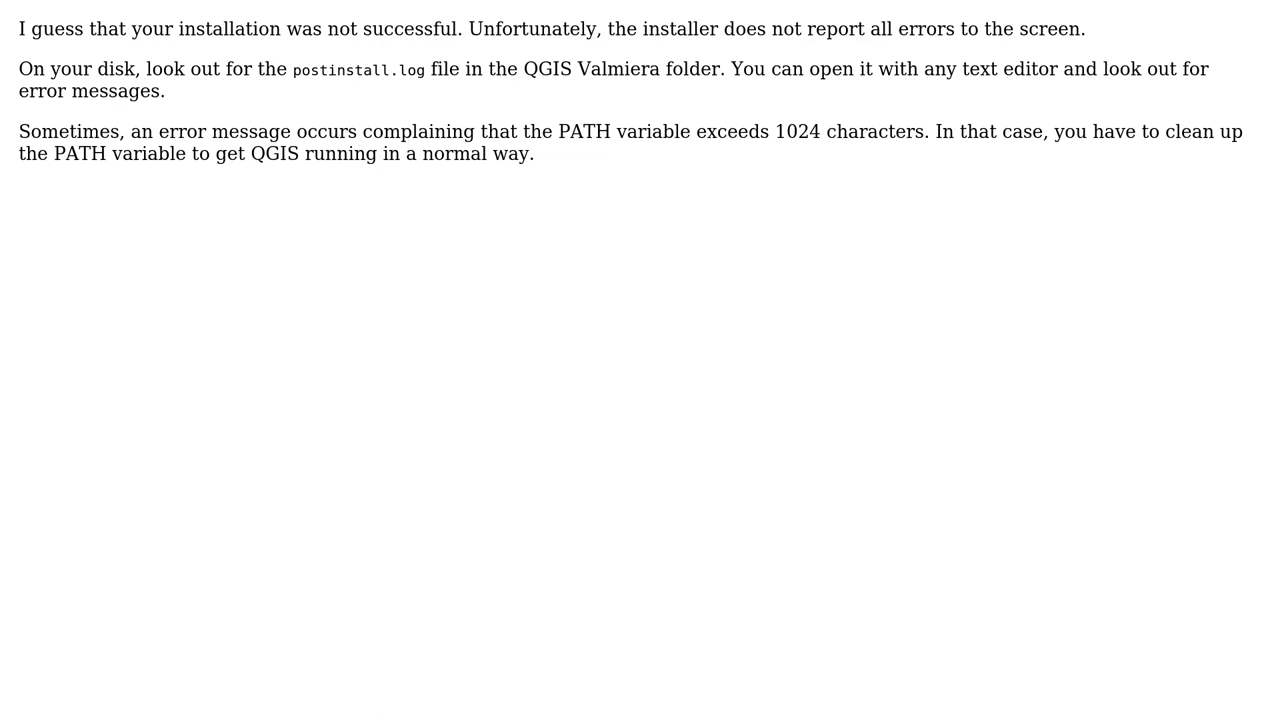 I guess that your installation was not successful. Unfortunately, the installer does not report all errors to the screen.
On your disk, look out for the postinstall.log file in the QGIS Valmiera folder. You can open it with any text editor and look out for
error messages.
Sometimes, an error message occurs complaining that the PATH variable exceeds 1024 characters. In that case, you have to clean up
the PATH variable to get QGIS running in a normal way.